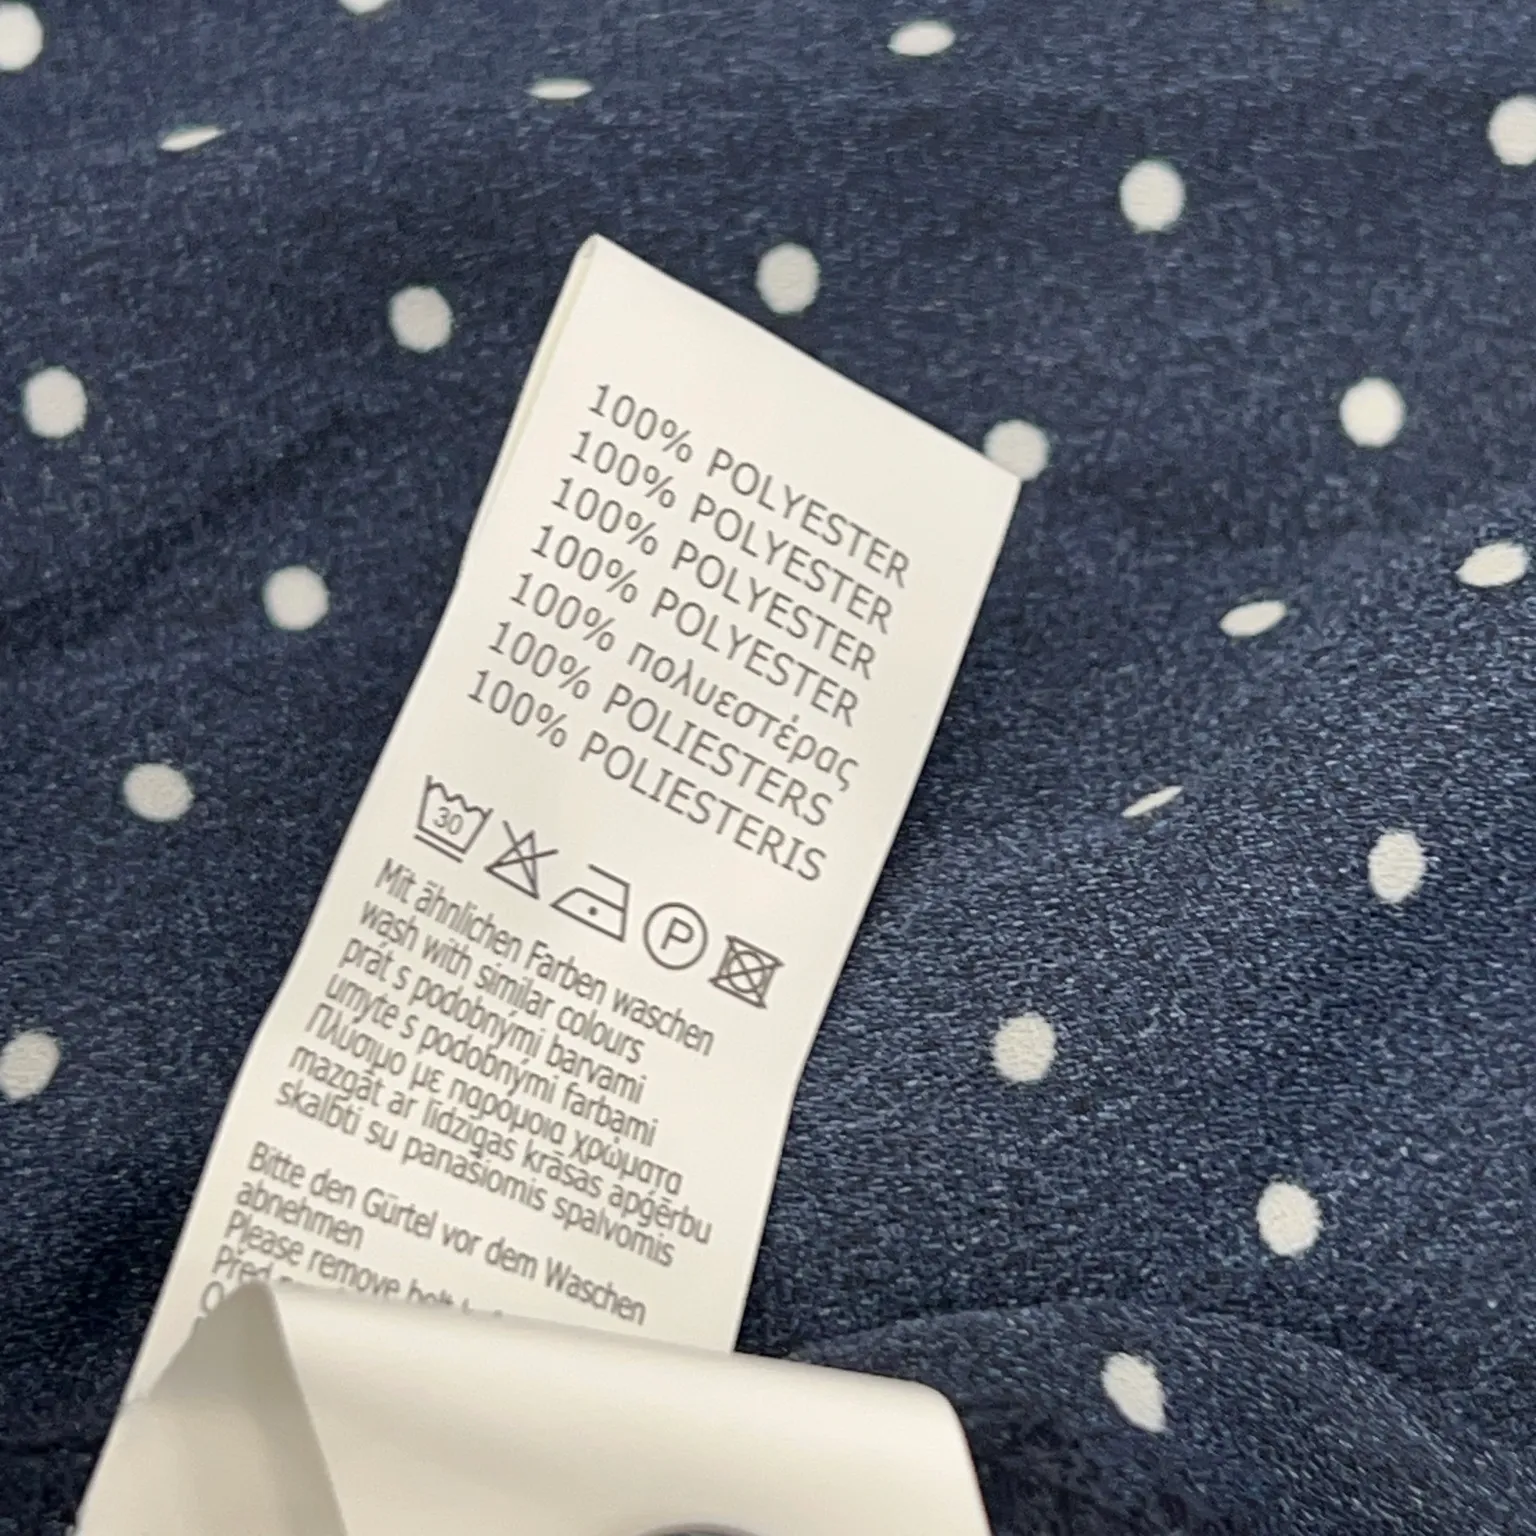 100% POLYESTER
100% POLYESTER
100% POLYESTER
100% POLYESTER
100% πολυεστέρας
100% POLIESTERS
100% POLIESTERIS
30
P
Mit ähnlichen Farben waschen
wash with similar colours
prát s podobnými barvami
umyte s podobnými farbami
Πλύσιμο με παρομοια χρώματα
mazgāt ar līdzīgas krāsas apģērbu
skalbti su panašiomis spalvomis
Bitte den Gürtel vor dem Waschen
abnehmen
Please remove belt
Před